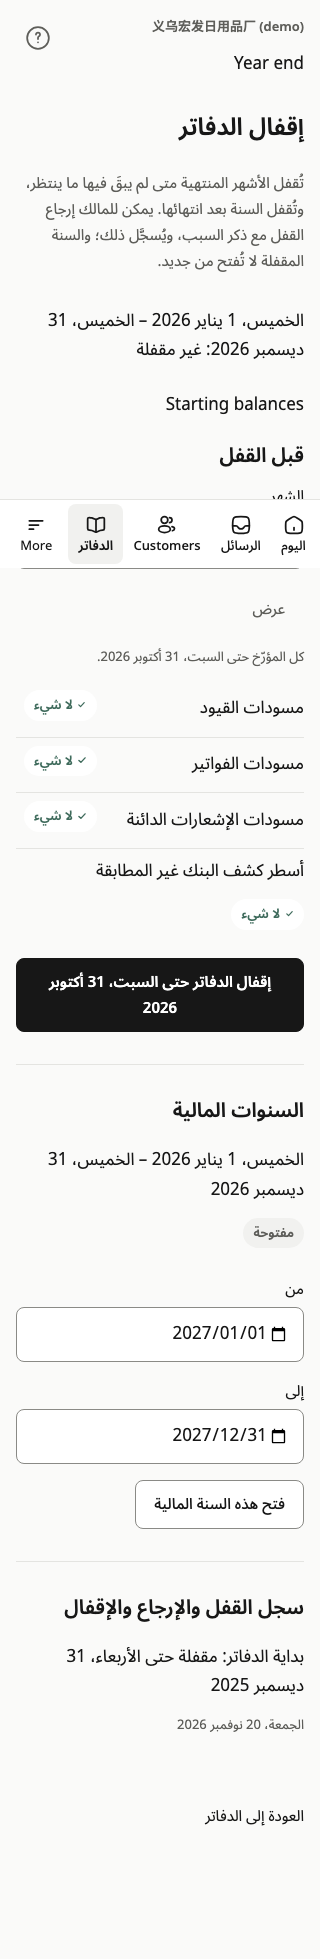 义乌宏发日用品厂 (demo)
Year end
إقفال الدفاتر
تُقفل الأشهر المنتهية متى لم يبقَ فيها ما ينتظر،
وتُقفل السنة بعد انتهائها. يمكن للمالك إرجاع
القفل مع ذكر السبب، ويُسجَّل ذلك؛ والسنة
المقفلة لا تُفتح من جديد.
الخميس، 1 يناير 2026 – الخميس، 31
ديسمبر 2026: غير مقفلة
Starting balances
قبل القفل
الشهر
اليوم
الرسائل
Customers
الدفاتر
More
عرض
كل المؤرّخ حتى السبت، 31 أكتوبر 2026.
مسودات القيود
لا شيء
مسودات الفواتير
لا شيء
مسودات الإشعارات الدائنة
لا شيء
أسطر كشف البنك غير المطابقة
لا شيء
إقفال الدفاتر حتى السبت، 31 أكتوبر
2026
السنوات المالية
الخميس، 1 يناير 2026 – الخميس، 31
ديسمبر 2026
مفتوحة
من
2027/01/01
إلى
2027/12/31
فتح هذه السنة المالية
سجل القفل والإرجاع والإقفال
بداية الدفاتر: مقفلة حتى الأربعاء، 31
ديسمبر 2025
الجمعة، 20 نوفمبر 2026
العودة إلى الدفاتر